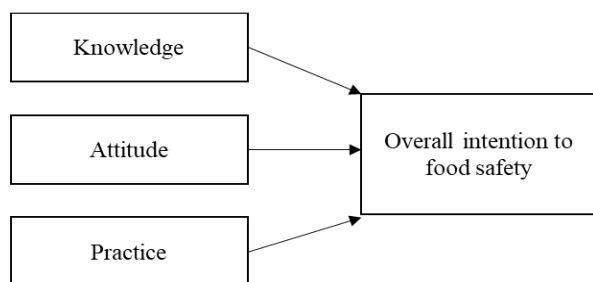 Knowledge
Attitude
Overall intention to
food safety
Practice